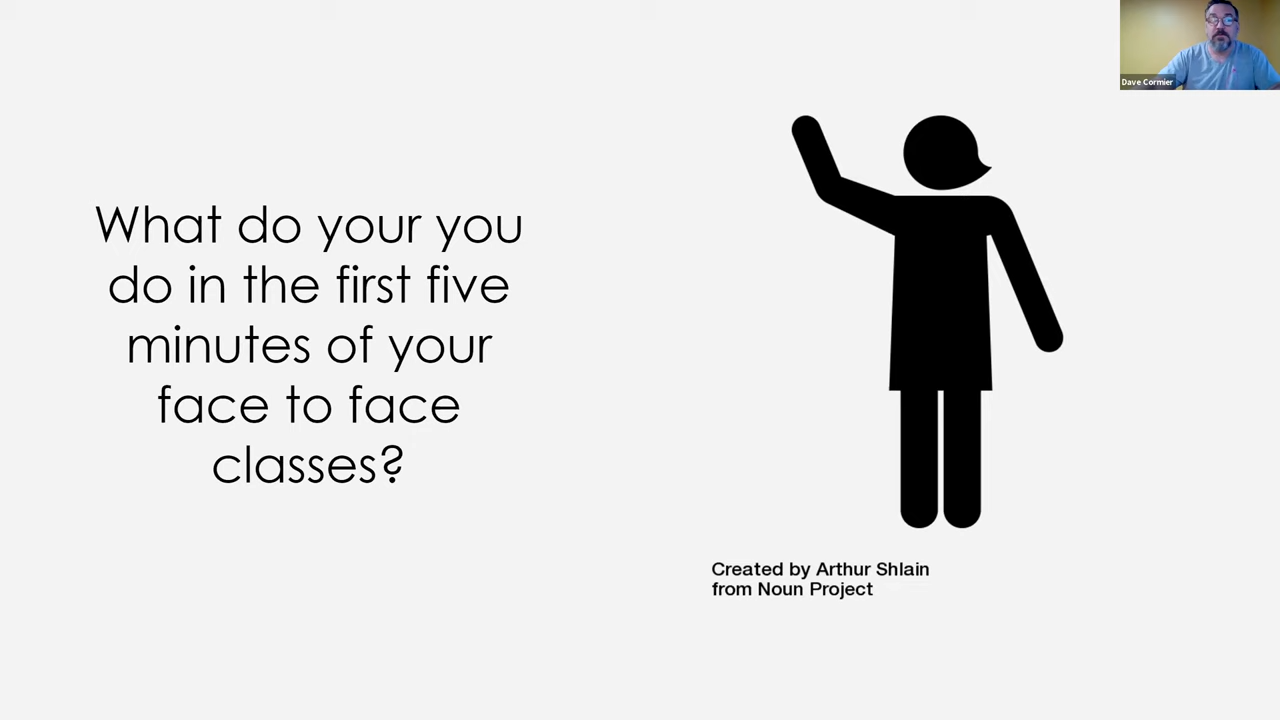 What do your you
do in the first five
minutes of your
face to face
classes?
Created by Arthur Shlain
from Noun Project
Dave Cormier